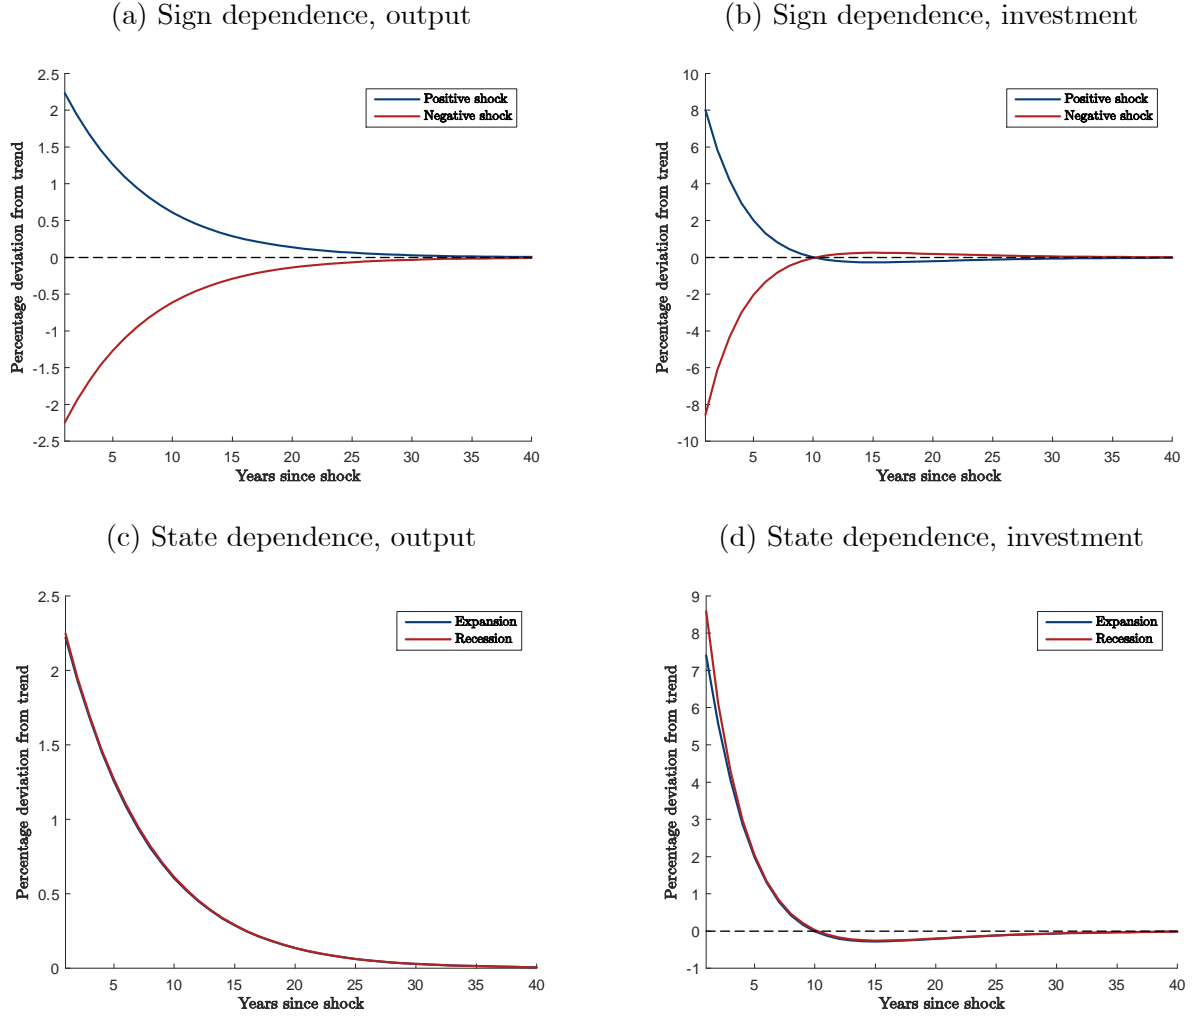 (a) Sign dependence, output
Percentage deviation from trend
2.5
2
1.5
1
0.5
0
-0.5
-1
-1.5
-2
-2.5
Positive shock
Negative shock
5 10 15 20 25 30 35 40
Years since shock
(b) Sign dependence, investment
Percentage deviation from trend
10
8
6
4
2
0
-2
-4
-6
-8
-10
Positive shock
Negative shock
5 10 15 20 25 30 35 40
Years since shock
(c) State dependence, output
Percentage deviation from trend
2.5
2
1.5
1
0.5
0
Expansion
Recession
5 10 15 20 25 30 35 40
Years since shock
(d) State dependence, investment
Percentage deviation from trend
9
8
7
6
5
4
3
2
1
0
-1
Expansion
Recession
5 10 15 20 25 30 35 40
Years since shock